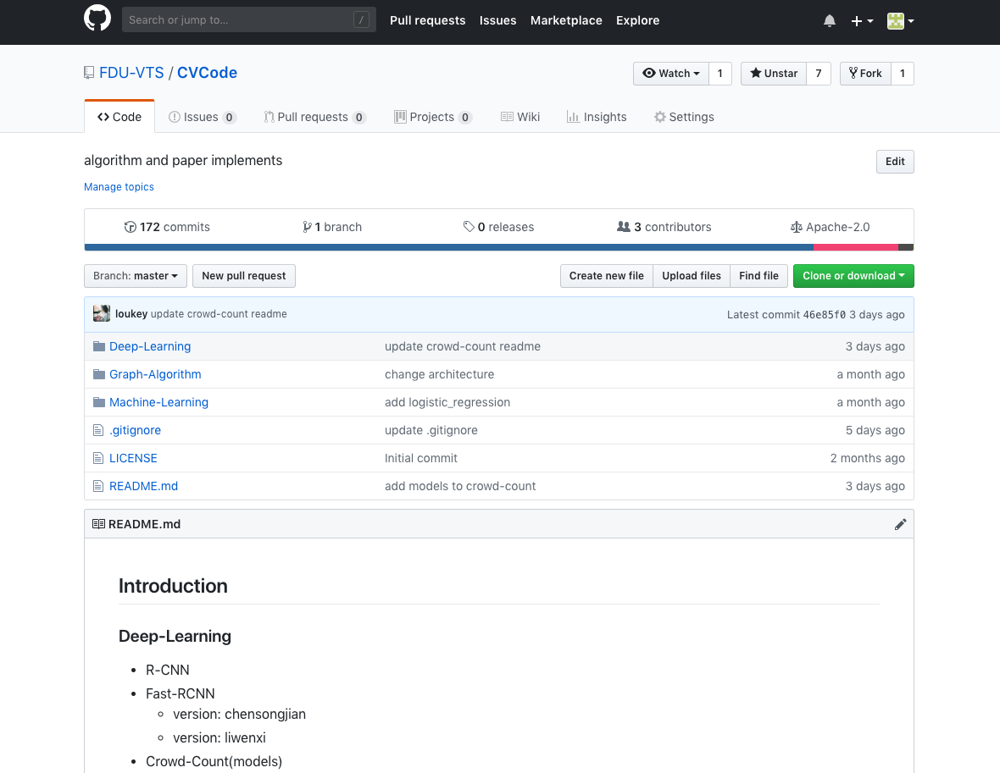 Search or jump to... /
Pull requests Issues Marketplace Explore
FDU-VTS / CVCode
Watch 1 Unstar 7 Fork 1
Code Issues 0 Pull requests 0 Projects 0 Wiki Insights Settings
algorithm and paper implements
Edit
Manage topics
172 commits 1 branch 0 releases 3 contributors Apache-2.0
Branch: master New pull request Create new file Upload files Find file Clone or download
loukey update crowd-count readme Latest commit 46e85f0 3 days ago
Deep-Learning update crowd-count readme 3 days ago
Graph-Algorithm change architecture a month ago
Machine-Learning add logistic_regression a month ago
.gitignore update .gitignore 5 days ago
LICENSE Initial commit 2 months ago
README.md add models to crowd-count 3 days ago
README.md
Introduction
Deep-Learning
• R-CNN
• Fast-RCNN
◦ version: chensongjian
◦ version: liwenxi
• Crowd-Count(models)